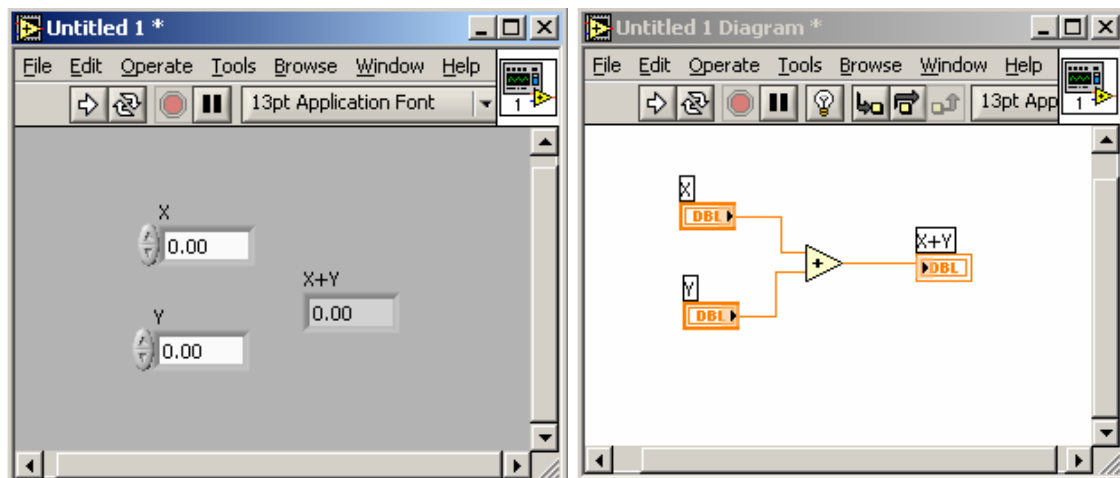 Untitled 1 *
File Edit Operate Tools Browse Window Help
13pt Application Font
1
X
0.00
X+Y
0.00
Y
0.00
Untitled 1 Diagram *
File Edit Operate Tools Browse Window Help
13pt App
1
X
DBL
X+Y
DBL
+
Y
DBL